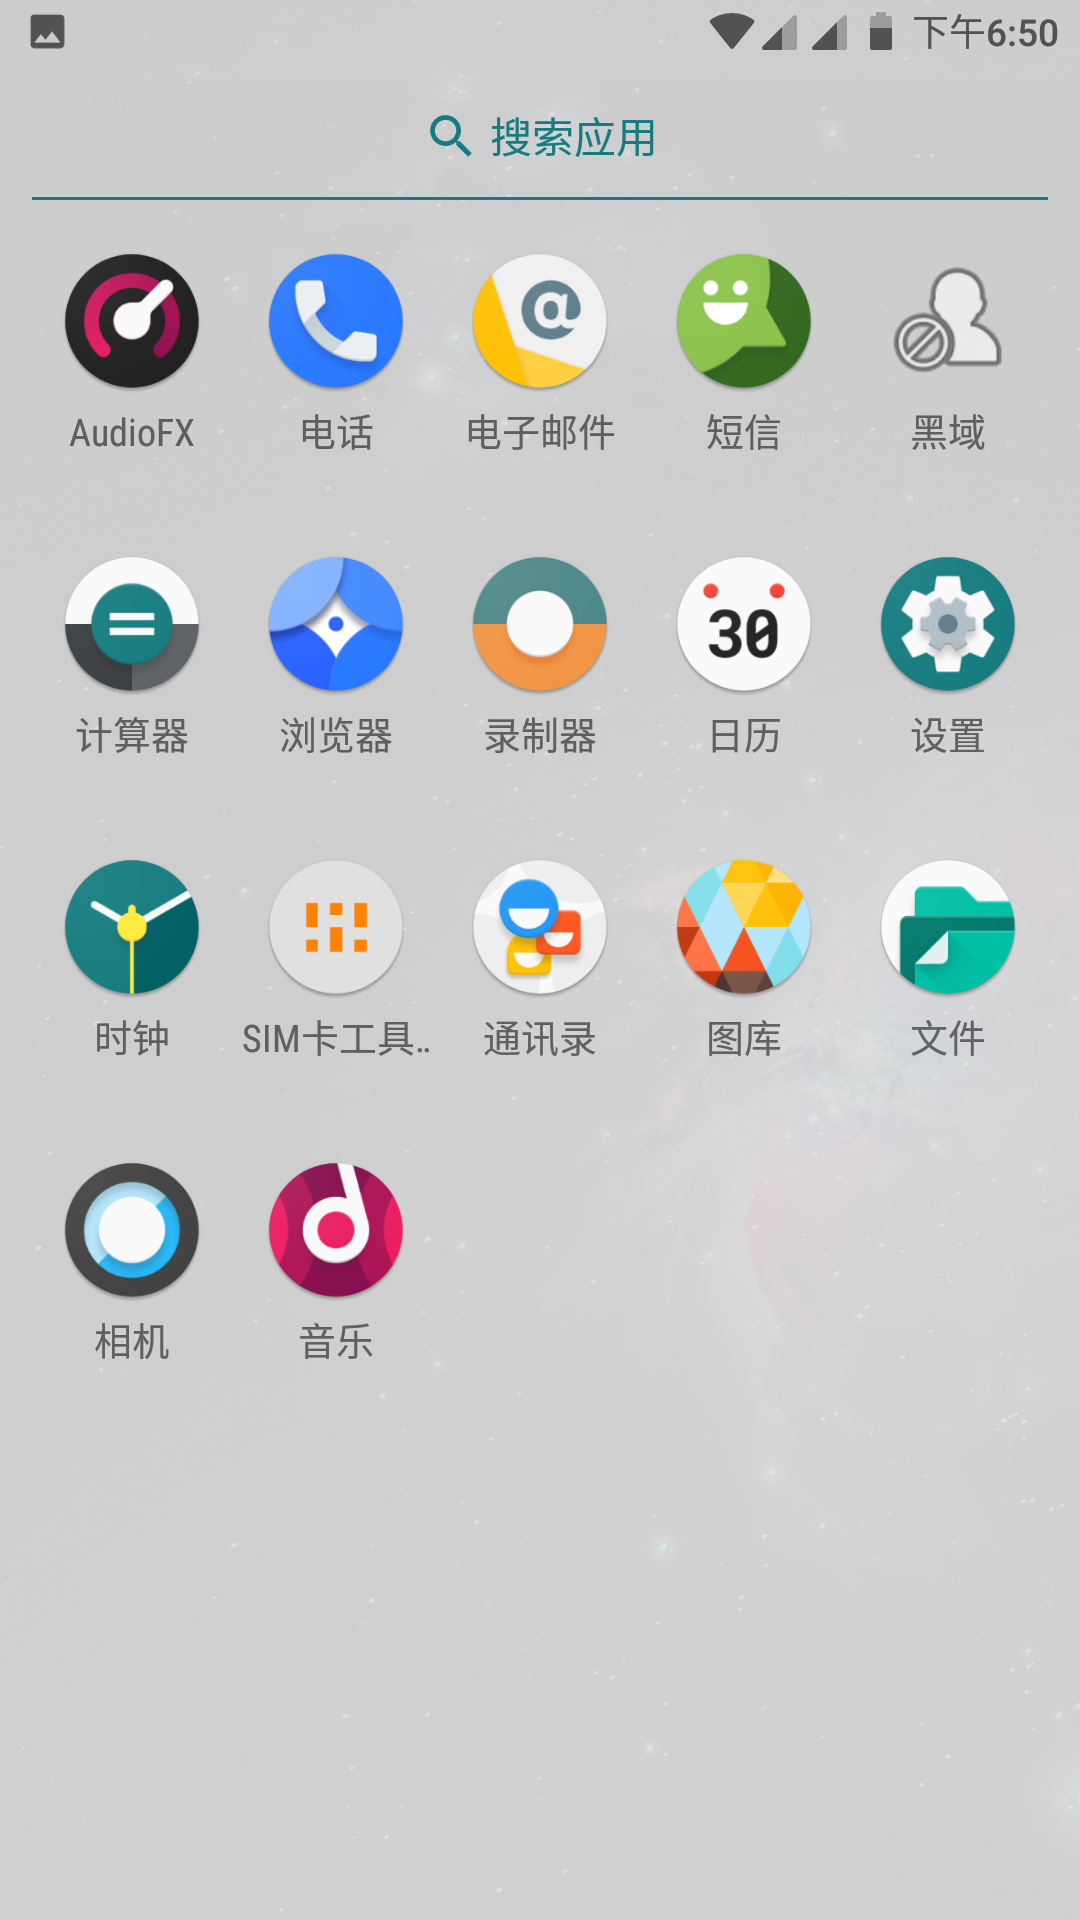 下午6:50
搜索应用
AudioFX 电话 电子邮件 短信 黑域
30
计算器 浏览器 录制器 日历 设置
时钟 SIM卡工具.. 通讯录 图库 文件
相机 音乐